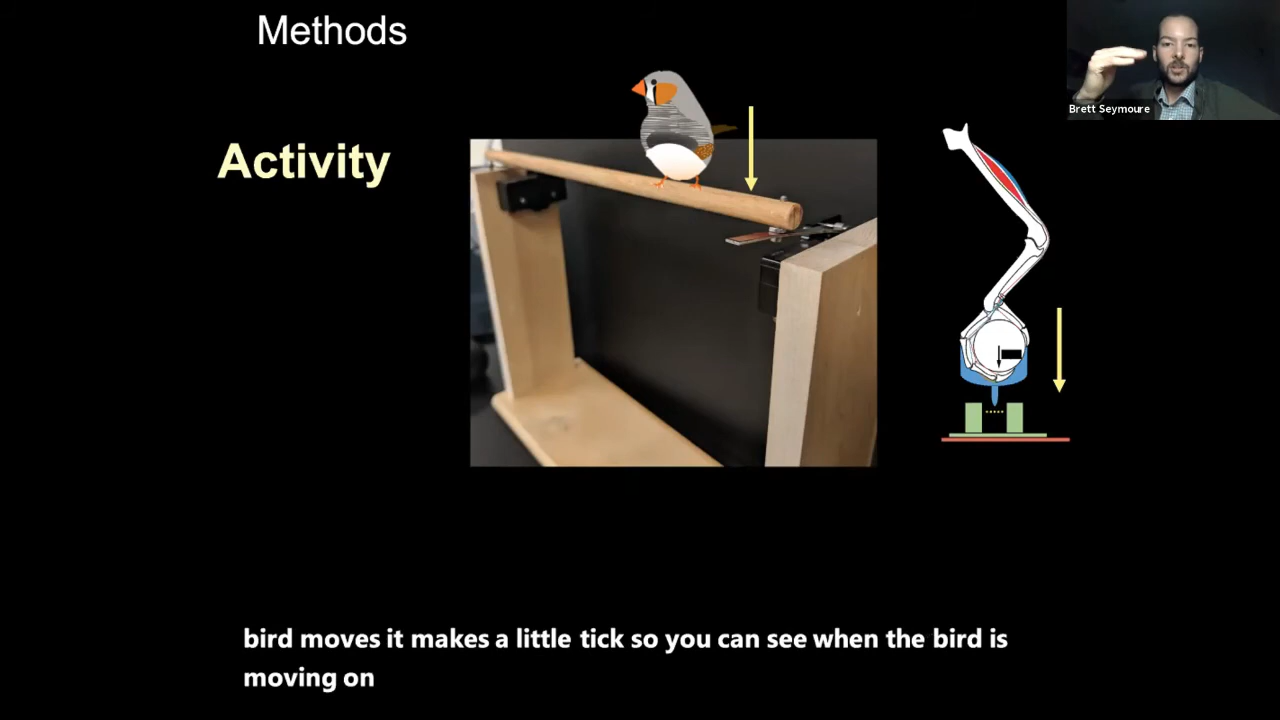 Methods
Brett Seymoure
Activity
bird moves it makes a little tick so you can see when the bird is
moving on